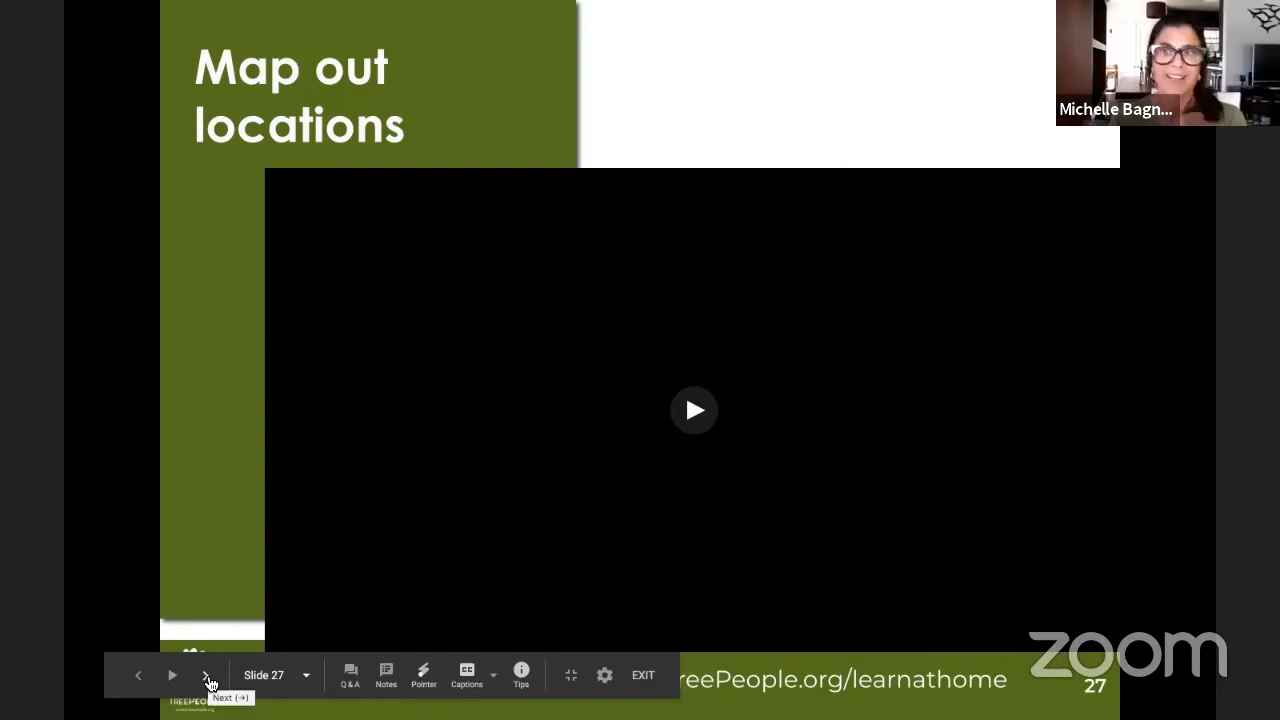 Map out
locations
Michelle Bagn...
Slide 27
Q & A
Notes
Pointer
Captions
Tips
EXIT
Next (→)
reePeople.org/learnathome
27
zoom